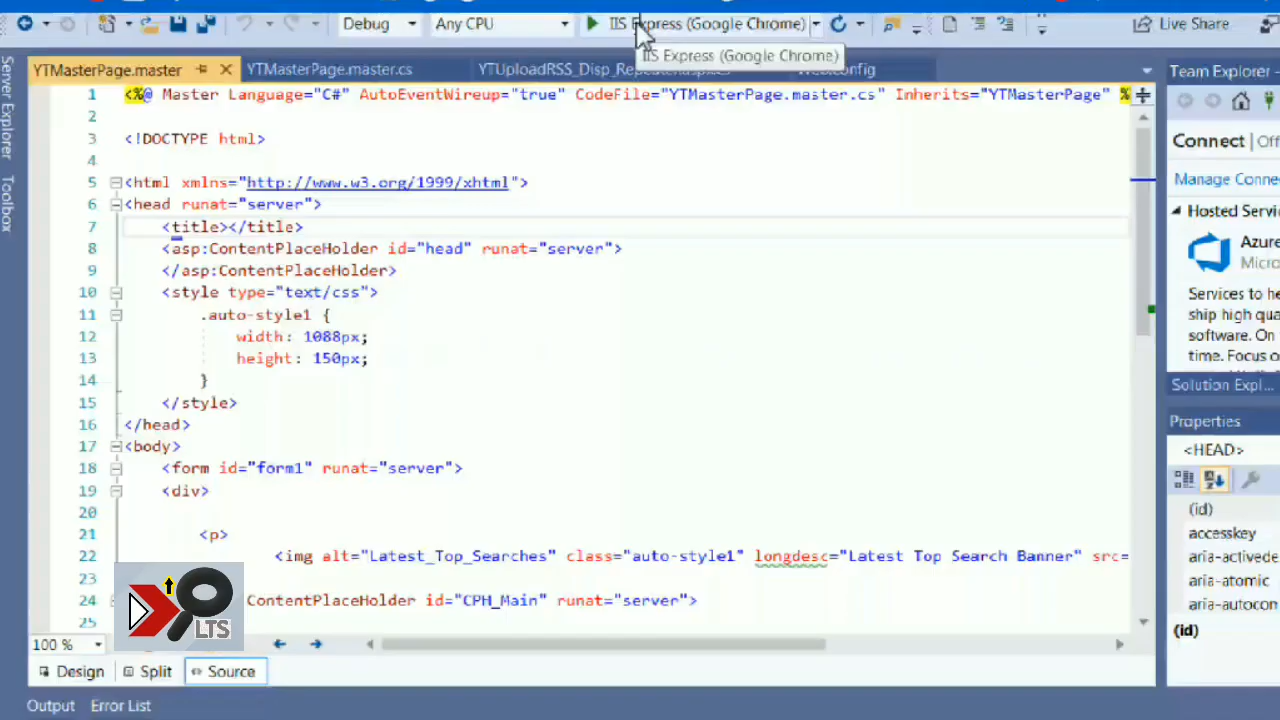 Debug
Any CPU
IIS Express (Google Chrome)
Live Share
IIS Express (Google Chrome)
Server Explorer
Toolbox
YTMasterPage.master
YTMasterPage.master.cs
YTUploadRSS_Disp_Repeater.aspx.cs
Web.config
1 <%@ Master Language="C#" AutoEventWireup="true" CodeFile="YTMasterPage.master.cs" Inherits="YTMasterPage" %
2
3 <!DOCTYPE html>
4
5 <html xmlns="http://www.w3.org/1999/xhtml">
6 <head runat="server">
7 <title></title>
8 <asp:ContentPlaceHolder id="head" runat="server">
9 </asp:ContentPlaceHolder>
10 <style type="text/css">
11 .auto-style1 {
12 width: 1088px;
13 height: 150px;
14 }
15 </style>
16 </head>
17 <body>
18 <form id="form1" runat="server">
19 <div>
20
21 <p>
22 <img alt="Latest_Top_Searches" class="auto-style1" longdesc="Latest Top Search Banner" src=
23
24 ContentPlaceHolder id="CPH_Main" runat="server">
25
LTS
100 %
Design
Split
Source
Output
Error List
Team Explorer -
Connect | Off
Manage Conne
Hosted Servi
Azure
Micro
Services to he
ship high qua
software. On
time. Focus o
Solution Expl...
Properties
<HEAD>
(id)
accesskey
aria-activede
aria-atomic
aria-autocon
(id)